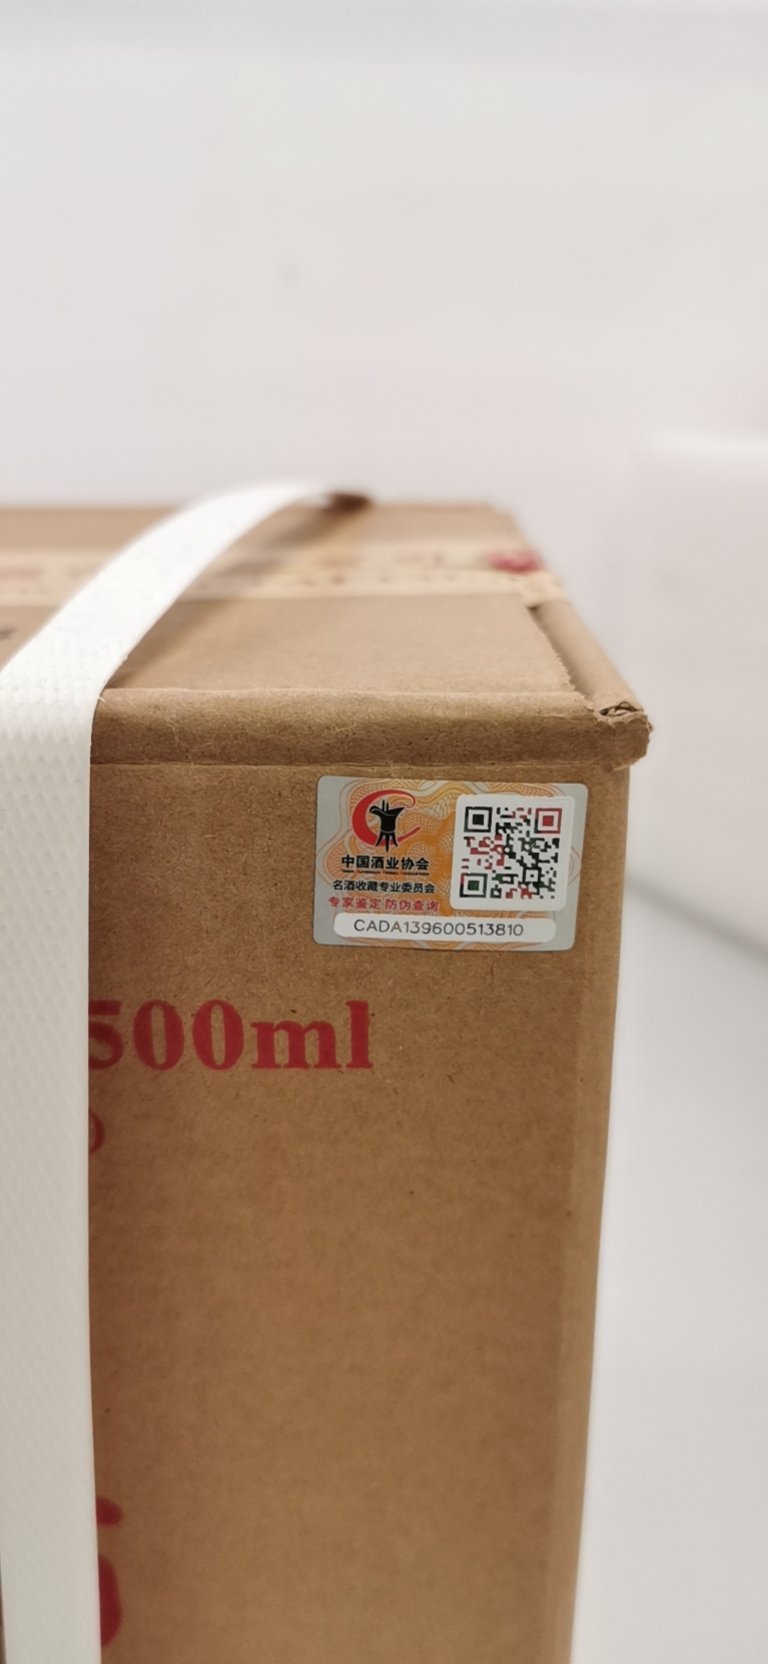 中国酒业协会
名酒收藏专业委员会
专家鉴定 防伪查询
CADA139600513810
500ml